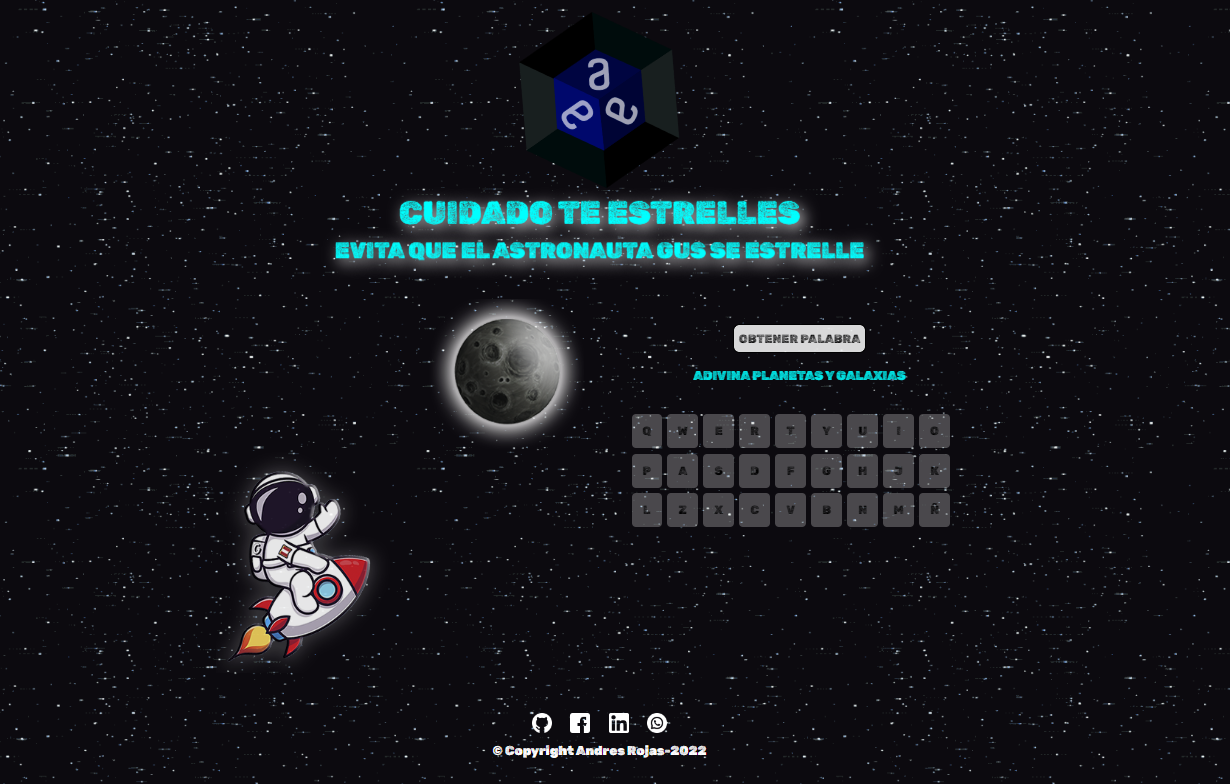 a
a a
CUIDADO TE ESTRELLES
EVITA QUE EL ASTRONAUTA GUS SE ESTRELLE
OBTENER PALABRA
ADIVINA PLANETAS Y GALAXIAS
Q W E R T Y U I O
P A S D F G H J K
L Z X C V B N M Ñ
© Copyright Andres Rojas-2022